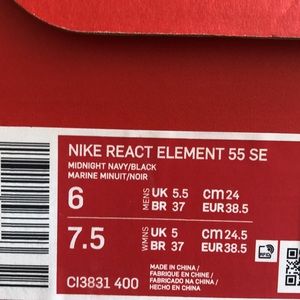 NIKE REACT ELEMENT 55 SE
MIDNIGHT NAVY/BLACK
MARINE MINUIT/NOIR
6 MENS UK 5.5 cm 24
BR 37 EUR 38.5
7.5 WMNS UK 5 cm 24.5
BR 37 EUR 38.5
CI3831 400
MADE IN CHINA /
FABRIQUE EN CHINE /
FABRICADO NA CHINA /
HECHO EN CHINA